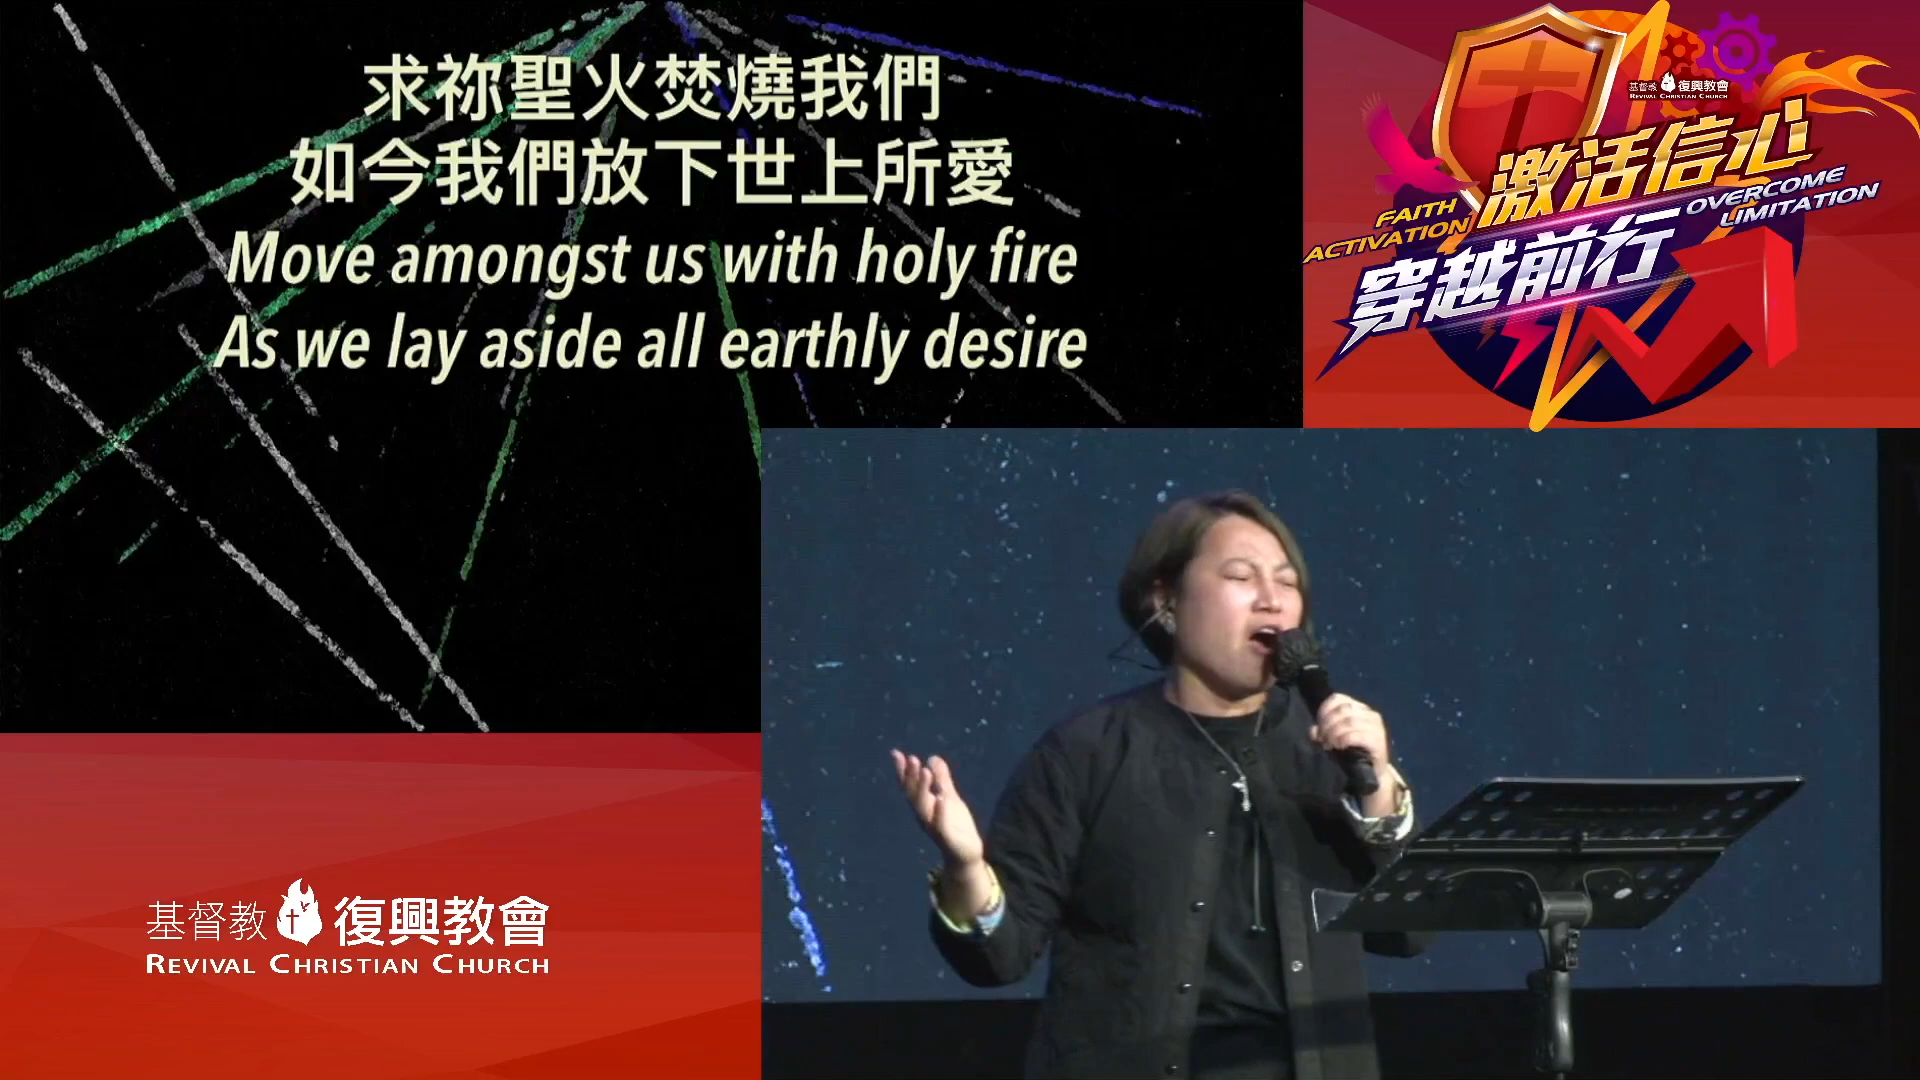 求祢聖火焚燒我們
如今我們放下世上所愛
Move amongst us with holy fire
As we lay aside all earthly desire
基督教 復興教會
REVIVAL CHRISTIAN CHURCH
激活信心
FAITH ACTIVATION
OVERCOME LIMITATION
穿越前行
基督教 復興教會
REVIVAL CHRISTIAN CHURCH